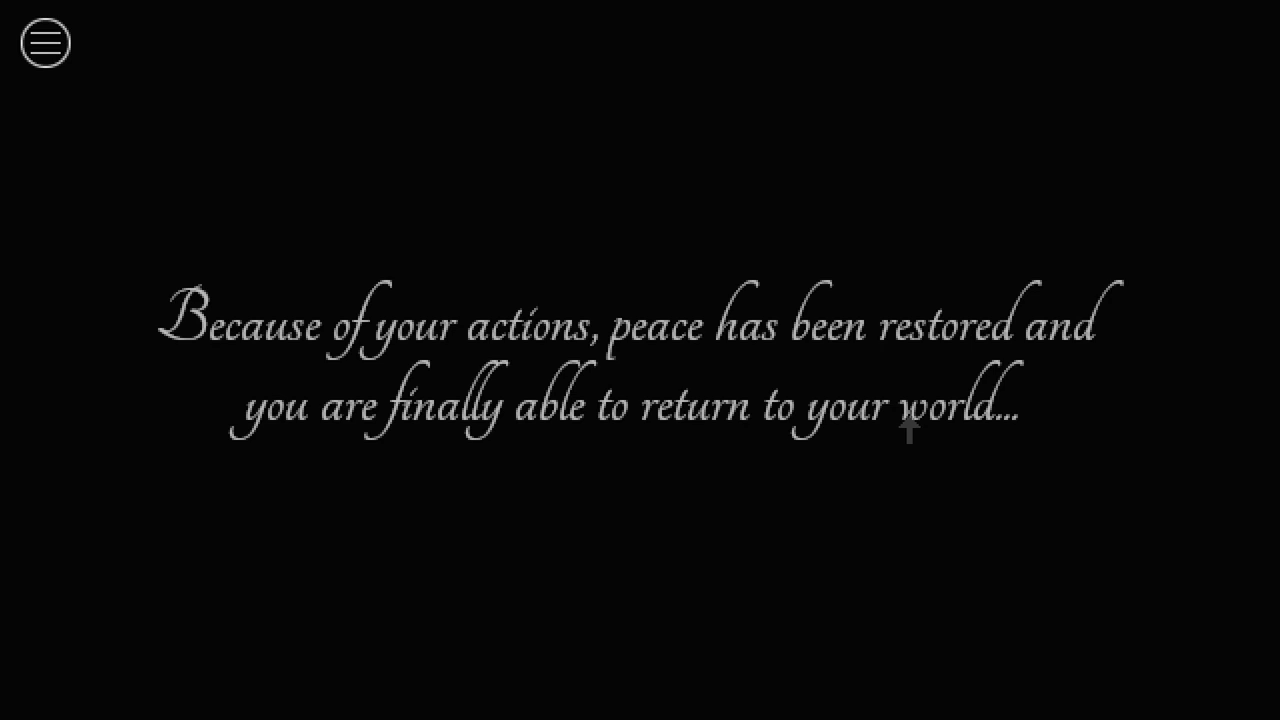 Because of your actions, peace has been restored and
you are finally able to return to your world...